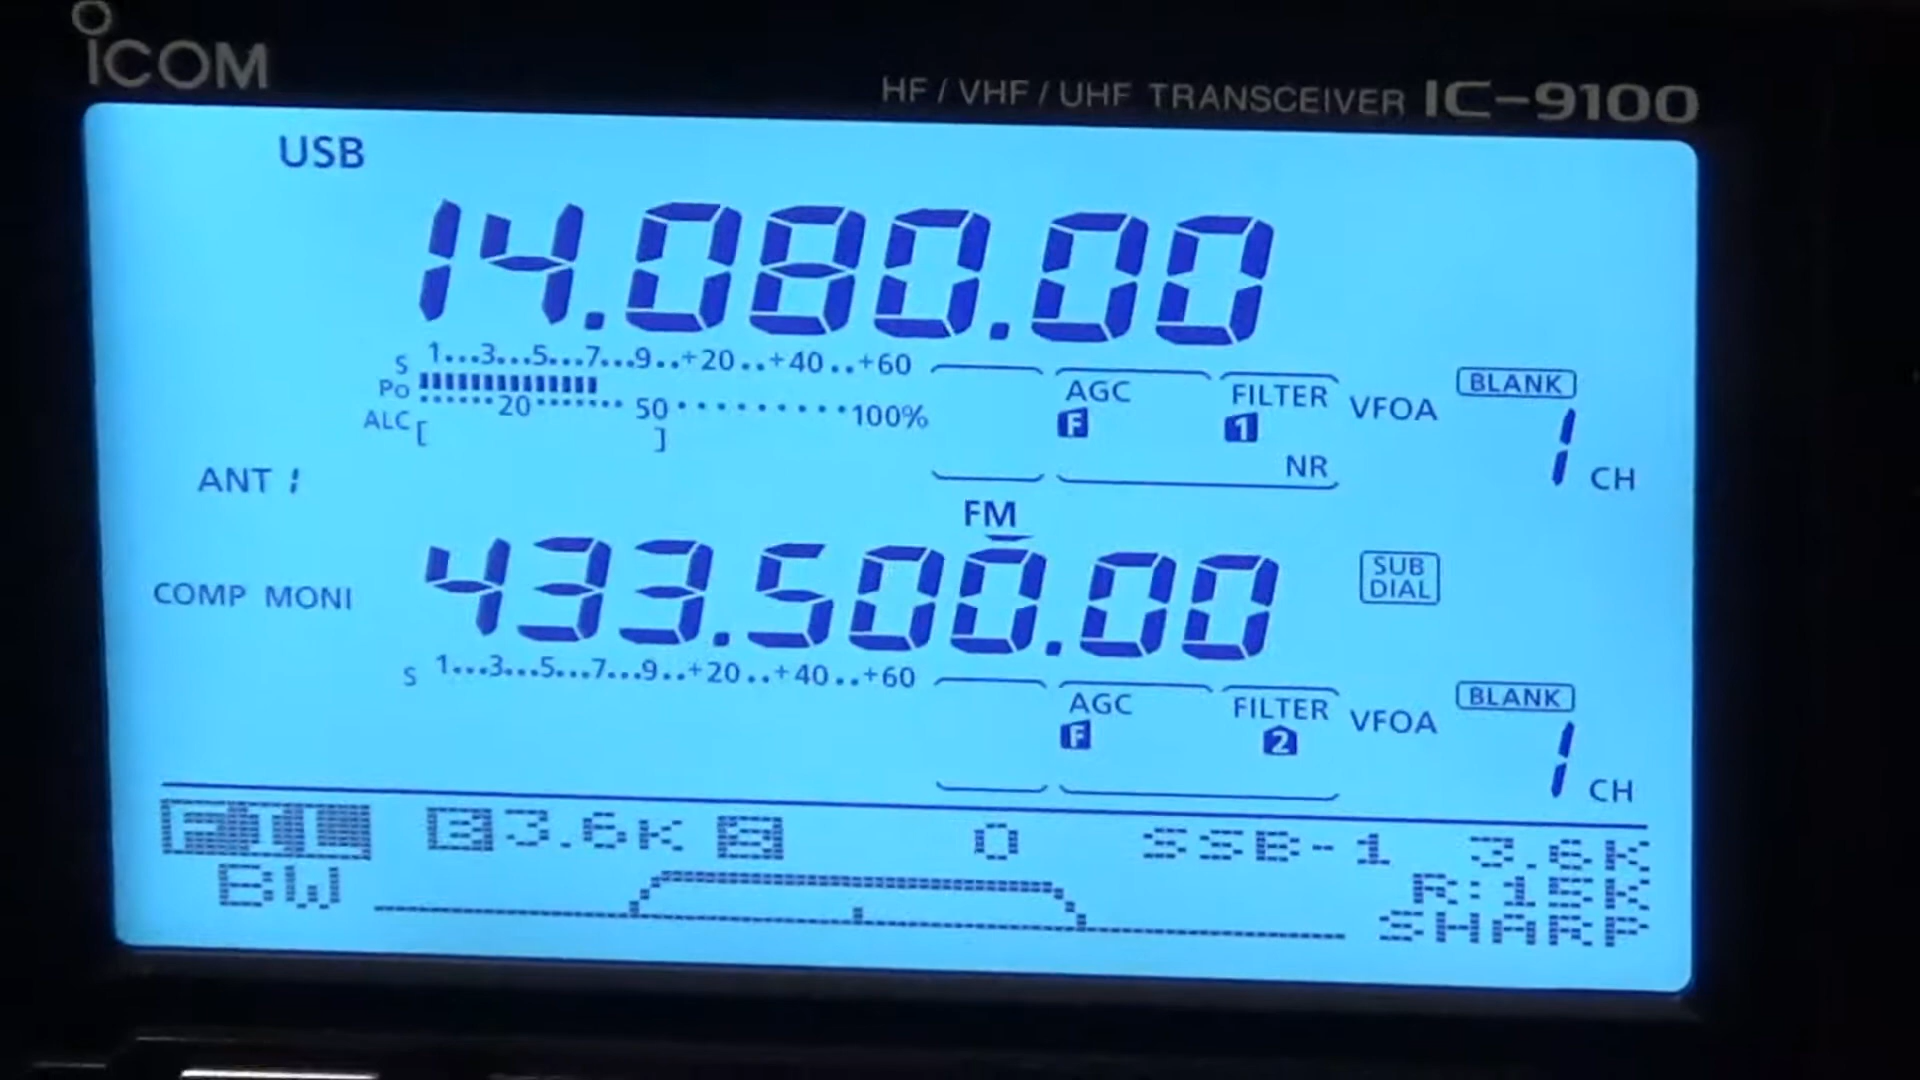 ICOM
HF / VHF / UHF TRANSCEIVER IC-9100
USB
14.080.00
S 1...3...5...7...9..+20..+40..+60
Po 20 50 100%
ALC [ ]
AGC F
FILTER 1
VFOA
BLANK
1 CH
NR
ANT 1
FM
433.500.00
SUB DIAL
COMP MONI
S 1...3...5...7...9..+20..+40..+60
AGC F
FILTER 2
VFOA
BLANK
1 CH
FIL B 3.6K S 0 SSB-1 3.6K
BW R:15K
SHARP